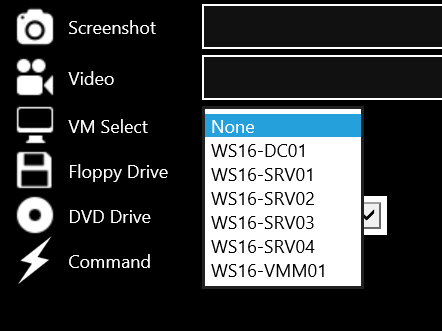 Screenshot
Video
VM Select
None
WS16-DC01
Floppy Drive
WS16-SRV01
WS16-SRV02
DVD Drive
WS16-SRV03
WS16-SRV04
Command
WS16-VMM01